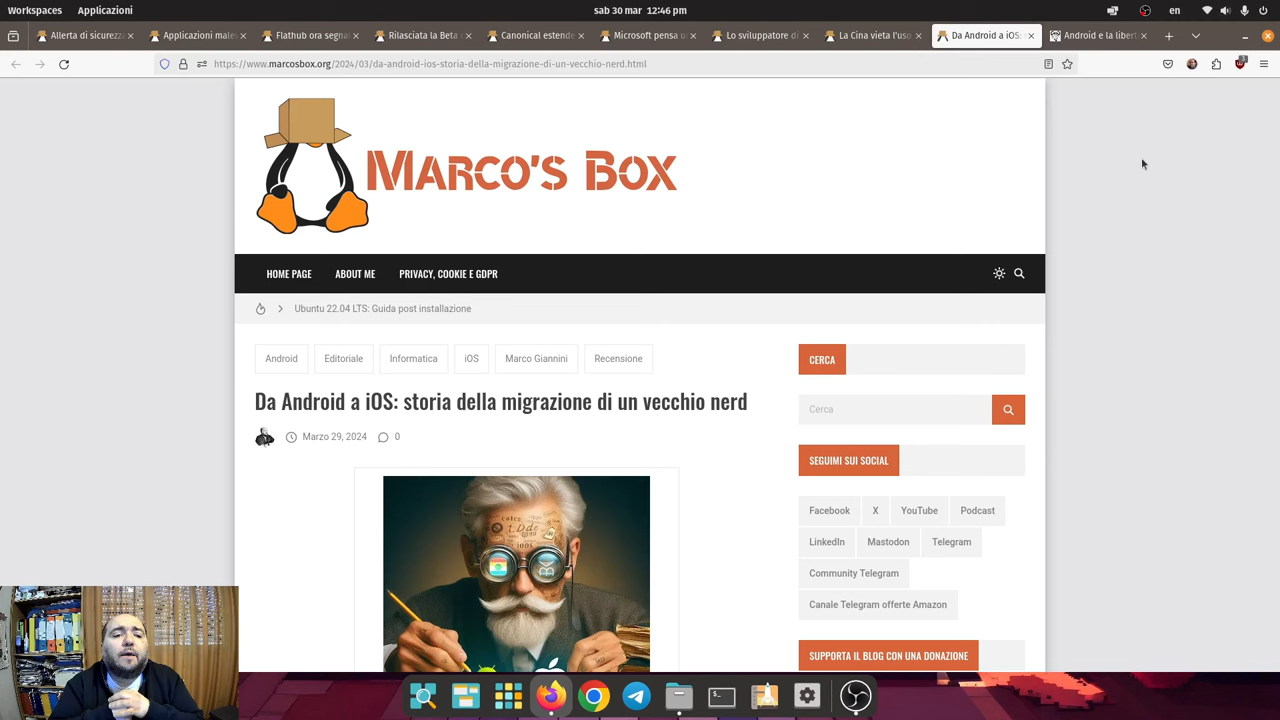 Workspaces Applicazioni sab 30 mar 12:46 pm en
Allerta di sicurezza Applicazioni malev Flathub ora segnal Rilasciata la Beta Canonical estende Microsoft pensa u Lo sviluppatore di La Cina vieta l'uso Da Android a iOS: Android e la libert
https://www.marcosbox.org/2024/03/da-android-ios-storia-della-migrazione-di-un-vecchio-nerd.html
Marco's Box
HOME PAGE ABOUT ME PRIVACY, COOKIE E GDPR
Ubuntu 22.04 LTS: Guida post installazione
Android Editoriale Informatica iOS Marco Giannini Recensione
Da Android a iOS: storia della migrazione di un vecchio nerd
Marzo 29, 2024 0
CERCA
Cerca
SEGUIMI SUI SOCIAL
Facebook X YouTube Podcast
LinkedIn Mastodon Telegram
Community Telegram
Canale Telegram offerte Amazon
SUPPORTA IL BLOG CON UNA DONAZIONE